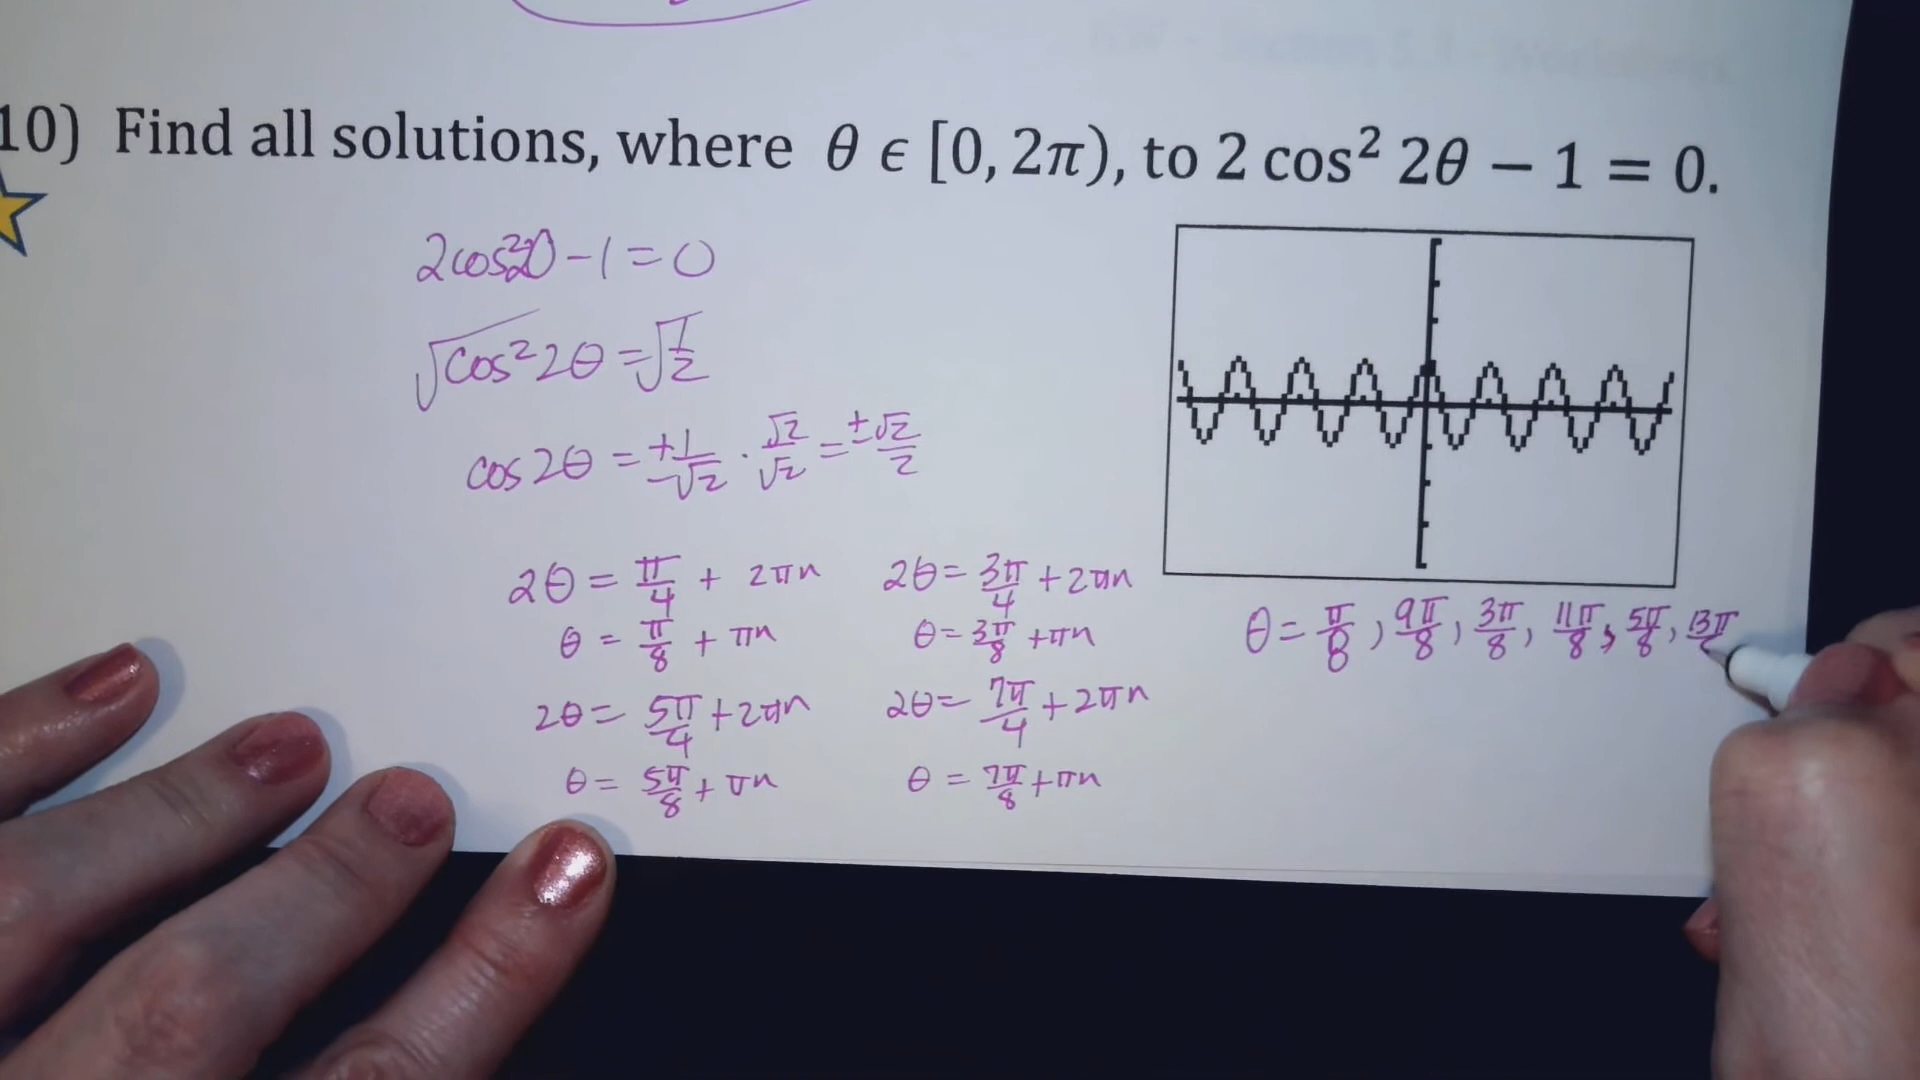 10) Find all solutions, where θ ϵ [0, 2π), to 2 cos² 2θ − 1 = 0.
2cos²2θ − 1 = 0
√cos² 2θ = √1/2
cos 2θ = ±1/√2 · √2/√2 = ±√2/2
2θ = π/4 + 2πn
2θ = 3π/4 + 2πn
θ = π/8 + πn
θ = 3π/8 + πn
2θ = 5π/4 + 2πn
2θ = 7π/4 + 2πn
θ = 5π/8 + πn
θ = 7π/8 + πn
θ = π/8, 9π/8, 3π/8, 11π/8, 5π/8, 13π